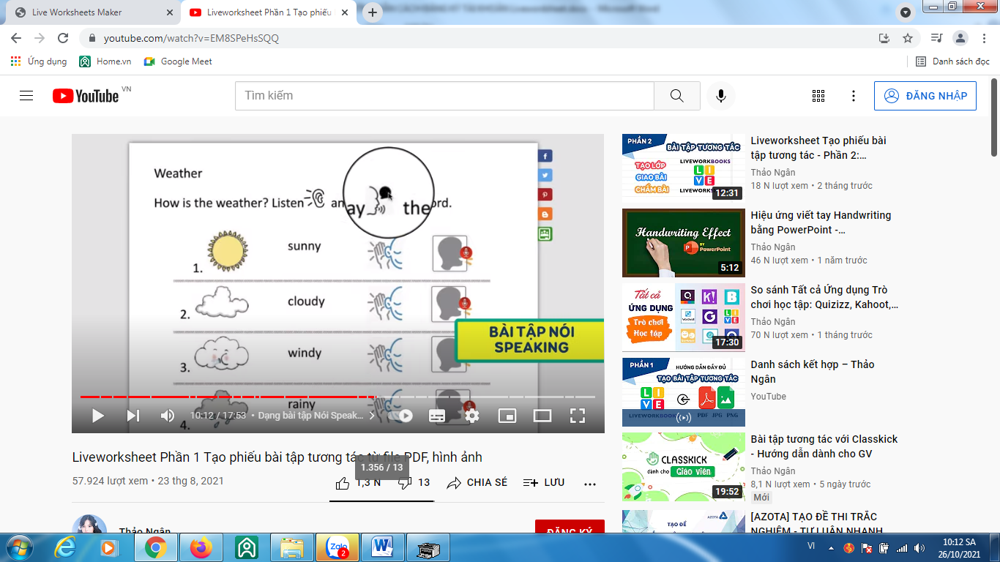 Live Worksheets Maker
Liveworksheet Phần 1 Tạo phiếu
youtube.com/watch?v=EM8SPeHsSQQ
Ứng dụng
Home.vn
Google Meet
Danh sách đọc
YouTube VN
Tìm kiếm
ĐĂNG NHẬP
Weather
How is the weather? Listen an ay the ord.
1. sunny
2. cloudy
3. windy
4. rainy
BÀI TẬP NÓI
SPEAKING
10:12 / 17:53 • Dạng bài tập Nói Speak...
Liveworksheet Phần 1 Tạo phiếu bài tập tương tác từ file PDF, hình ảnh
1.356 / 13
57.924 lượt xem • 23 thg 8, 2021
1,3 N
13
CHIA SẺ
LƯU
Thảo Ngân
ĐĂNG KÝ
PHẦN 2
BÀI TẬP TƯƠNG TÁC
TẠO LỚP
GIAO BÀI
CHẤM BÀI
LIVEWORKBOOKS
LIVE
LIVEWORKS
12:31
Liveworksheet Tạo phiếu bài
tập tương tác - Phần 2:...
Thảo Ngân
18 N lượt xem • 2 tháng trước
Handwriting Effect
BY
PowerPoint
5:12
Hiệu ứng viết tay Handwriting
bằng PowerPoint -...
Thảo Ngân
46 N lượt xem • 1 năm trước
Tất cả
ỨNG DỤNG
Trò chơi
Học tập
17:30
So sánh Tất cả Ứng dụng Trò
chơi học tập: Quizizz, Kahoot,...
Thảo Ngân
70 N lượt xem • 1 tháng trước
PHẦN 1
HƯỚNG DẪN ĐẦY ĐỦ
TẠO BÀI TẬP TƯƠNG TÁC
LIVE
LIVEWORKBOOK
PDF JPG PNG
Danh sách kết hợp – Thảo
Ngân
YouTube
CLASSKICK
dành cho Giáo viên
19:52
Bài tập tương tác với Classkick
- Hướng dẫn dành cho GV
Thảo Ngân
8,1 N lượt xem • 5 ngày trước
Mới
TẠO ĐỀ
AZOTA
[AZOTA] TẠO ĐỀ THI TRẮC
NGHIỆM - TỰ LUẬN NHANH
Zalo
2
VI
10:12 SA
26/10/2021